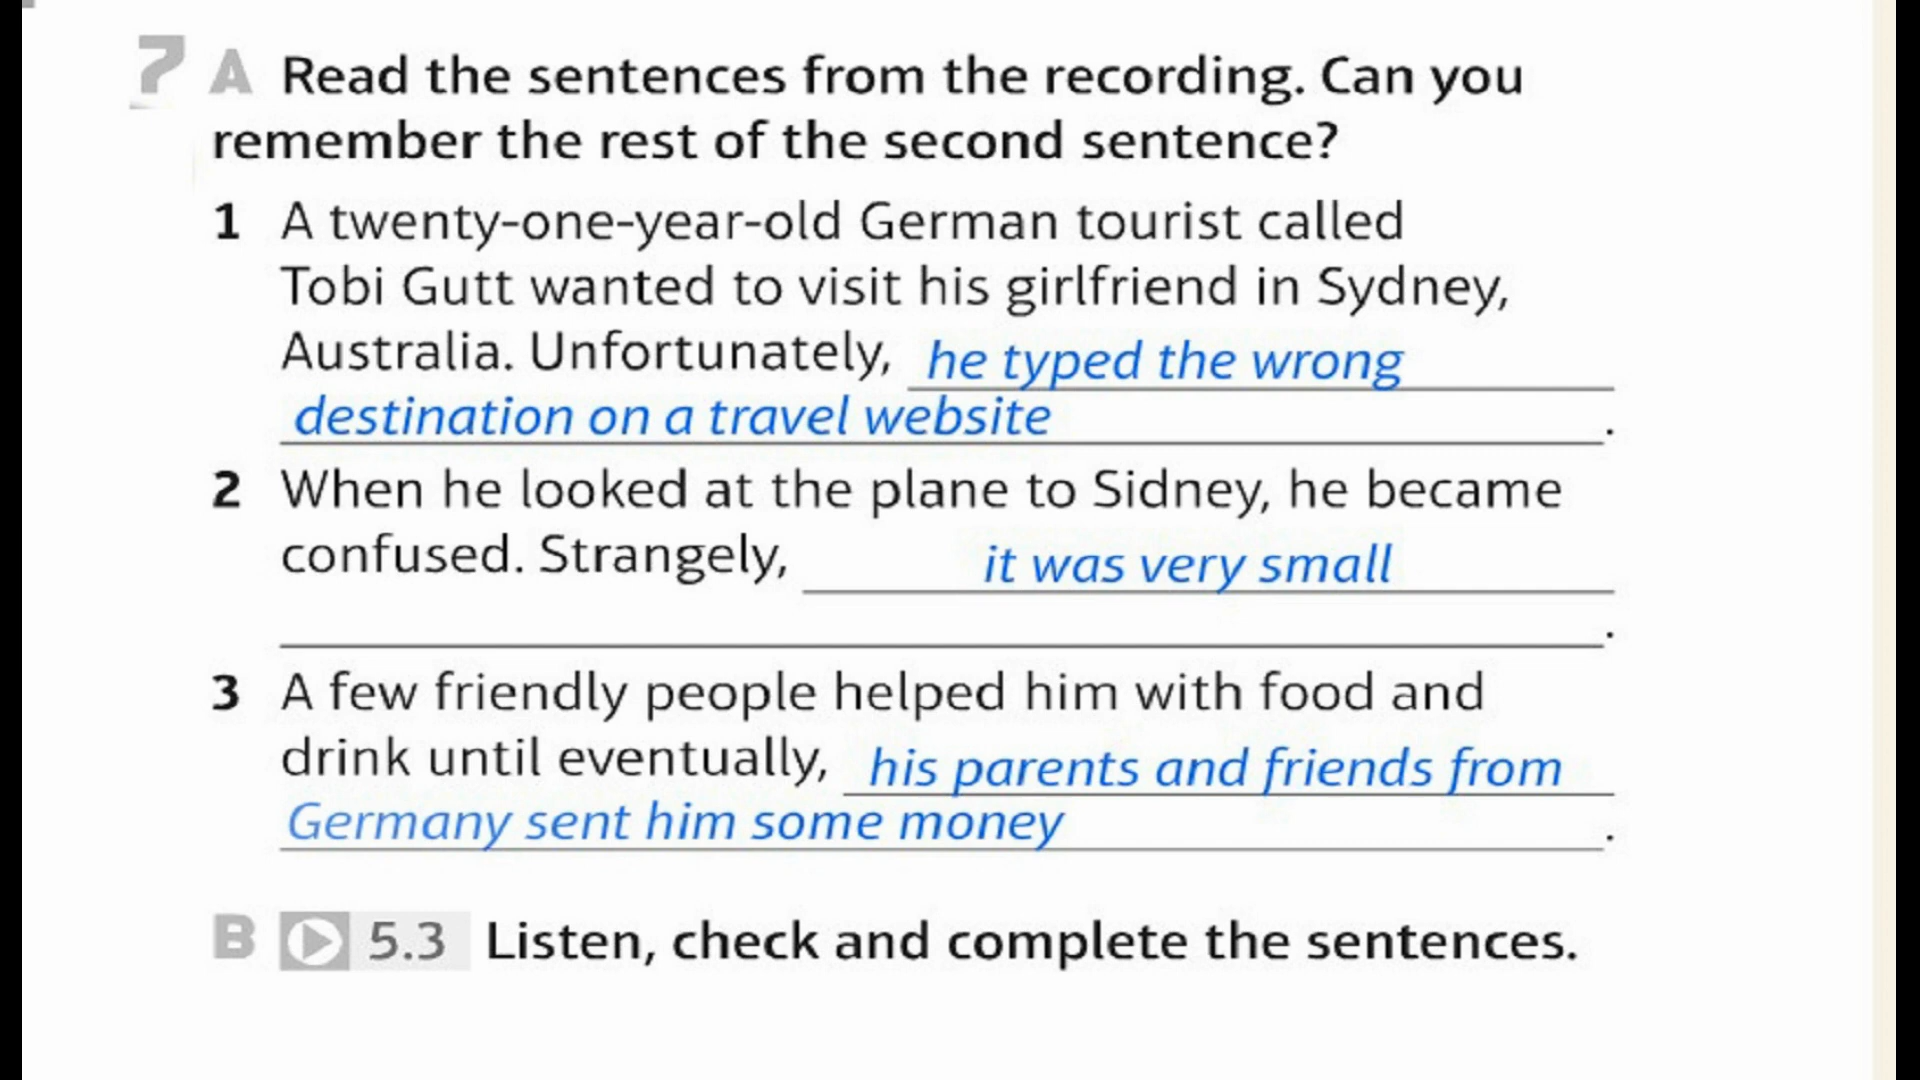 7 A Read the sentences from the recording. Can you
remember the rest of the second sentence?
1 A twenty-one-year-old German tourist called
Tobi Gutt wanted to visit his girlfriend in Sydney,
Australia. Unfortunately, he typed the wrong
destination on a travel website.
2 When he looked at the plane to Sidney, he became
confused. Strangely, it was very small
.
3 A few friendly people helped him with food and
drink until eventually, his parents and friends from
Germany sent him some money.
B 5.3 Listen, check and complete the sentences.